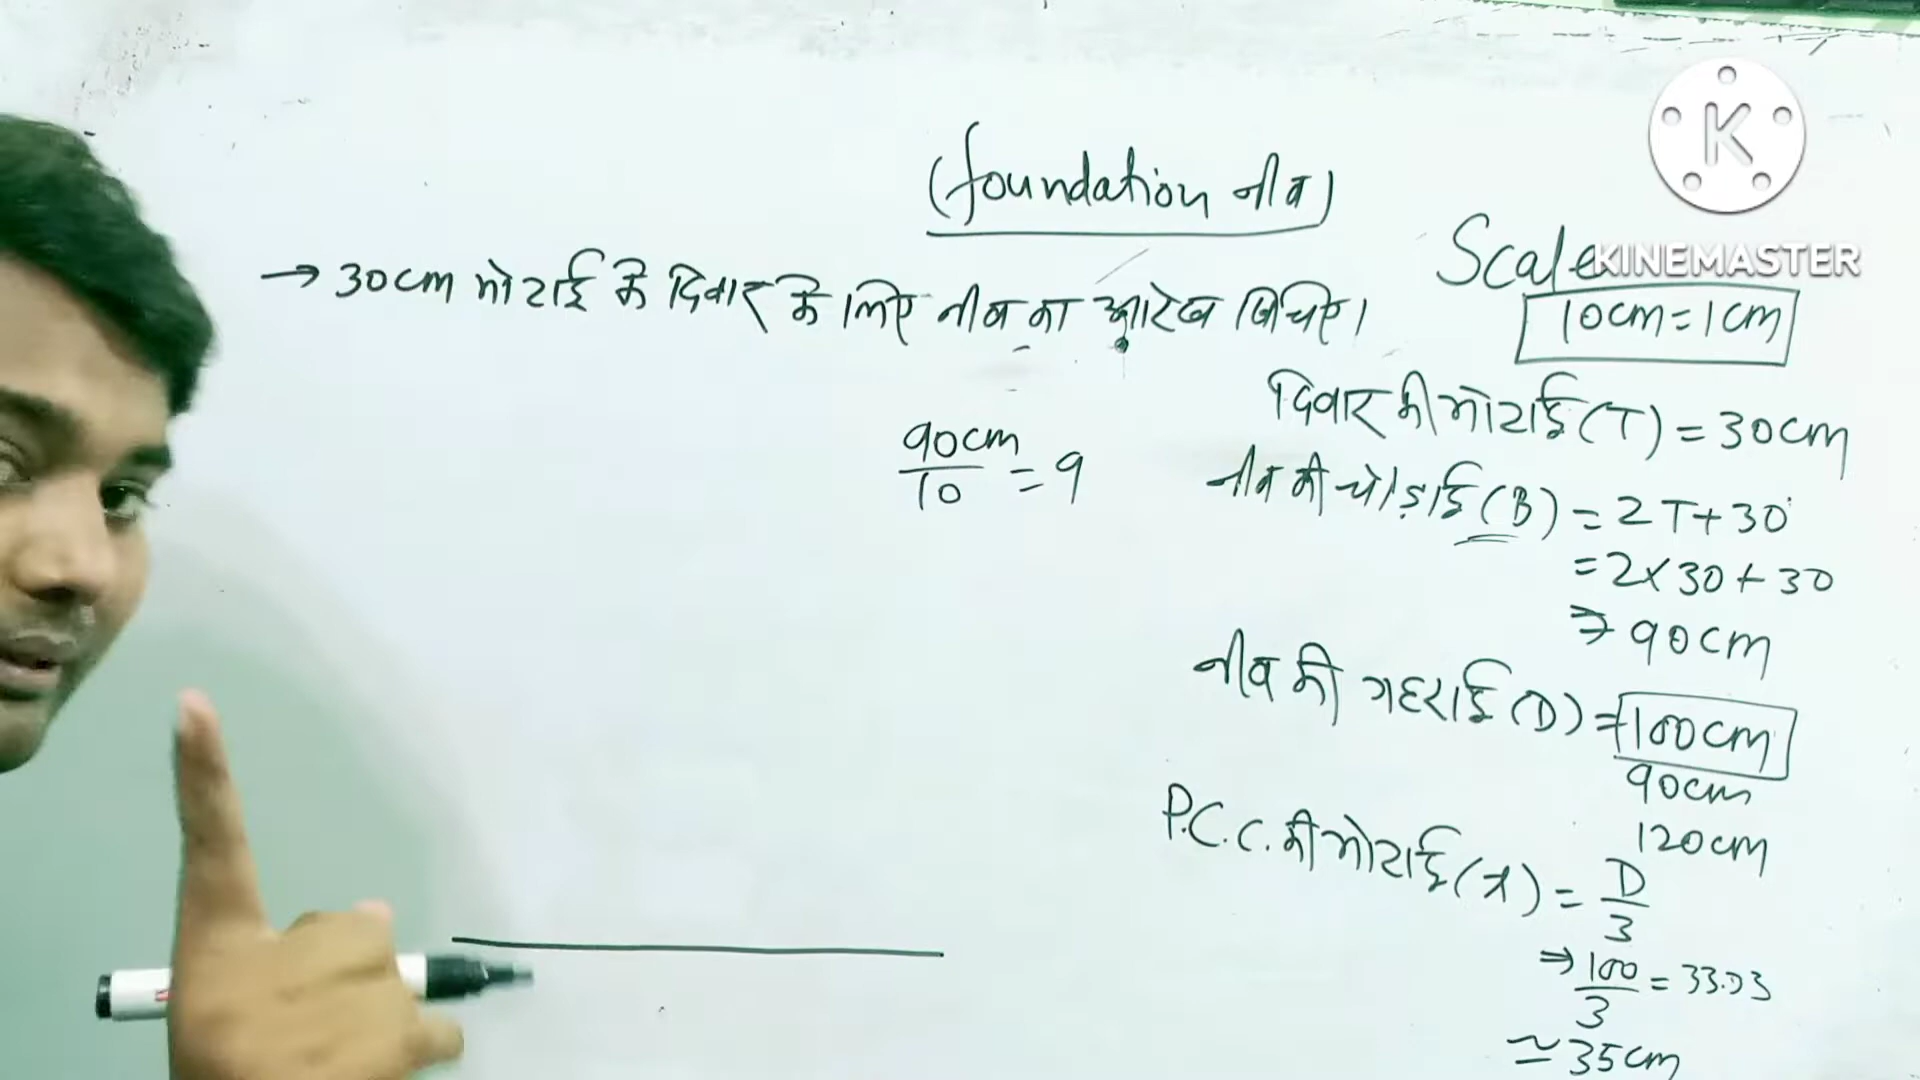 (foundation नीव)
→ 30cm मोटाई के दिवार के लिए नीव का आरेख खिचिए।
K
KINEMASTER
Scale
10cm = 1cm
दिवार की मोटाई (T) = 30cm
90cm/10 = 9
नीव की चौड़ाई (B) = 2T + 30
= 2 x 30 + 30
⇒ 90cm
नीव की गहराई (D) = 100cm
90cm
120cm
P.C.C. की मोटाई (x) = D/3
⇒ 100/3 = 33.33
≃ 35cm